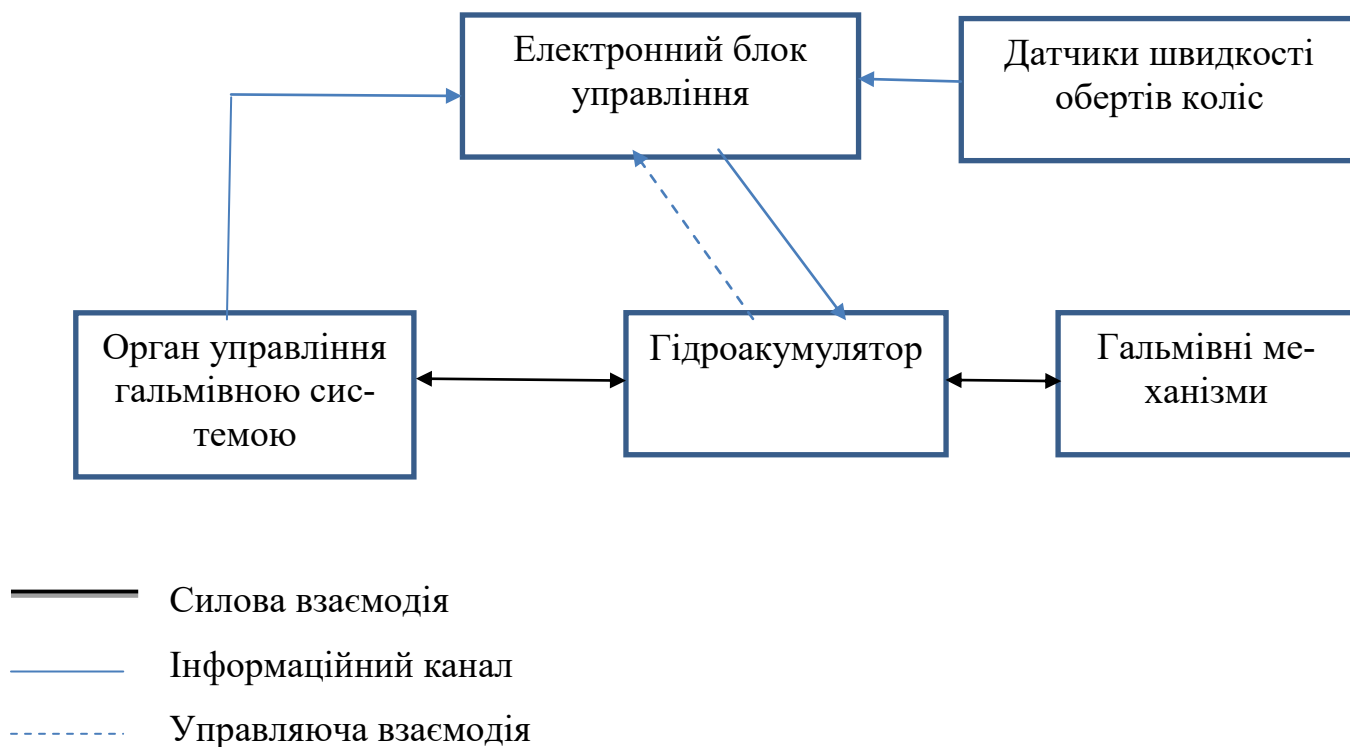 Електронний блок
управління
Датчики швидкості
обертів коліс
Орган управління
гальмівною сис-
темою
Гідроакумулятор
Гальмівні ме-
ханізми
Силова взаємодія
Інформаційний канал
Управляюча взаємодія